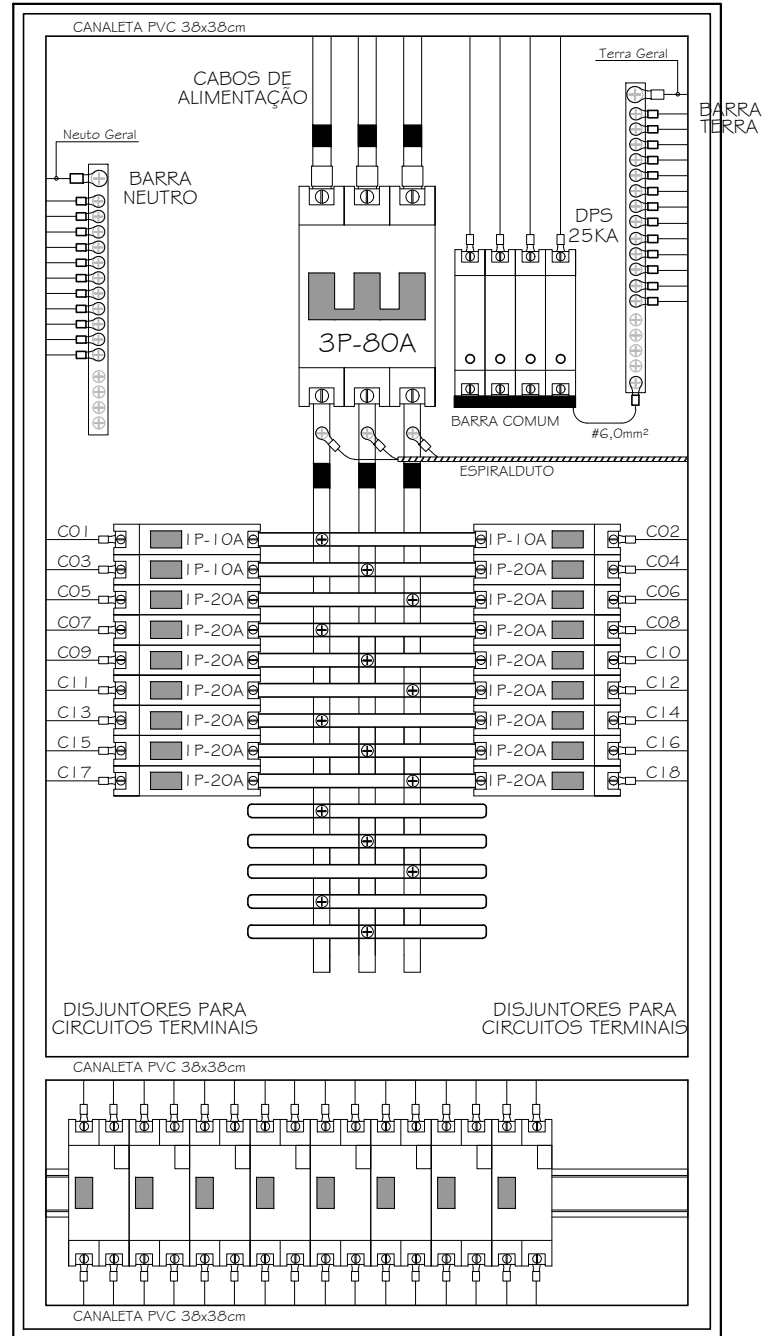 CANALETA PVC 38x38cm
Terra Geral
CABOS DE
ALIMENTAÇÃO
BARRA
TERRA
Neuto Geral
BARRA
NEUTRO
DPS
25KA
3P-80A
BARRA COMUM
#6,0mm²
ESPIRALDUTO
C01 1P-10A 1P-10A C02
C03 1P-10A 1P-20A C04
C05 1P-20A 1P-20A C06
C07 1P-20A 1P-20A C08
C09 1P-20A 1P-20A C10
C11 1P-20A 1P-20A C12
C13 1P-20A 1P-20A C14
C15 1P-20A 1P-20A C16
C17 1P-20A 1P-20A C18
DISJUNTORES PARA
CIRCUITOS TERMINAIS
DISJUNTORES PARA
CIRCUITOS TERMINAIS
CANALETA PVC 38x38cm
CANALETA PVC 38x38cm